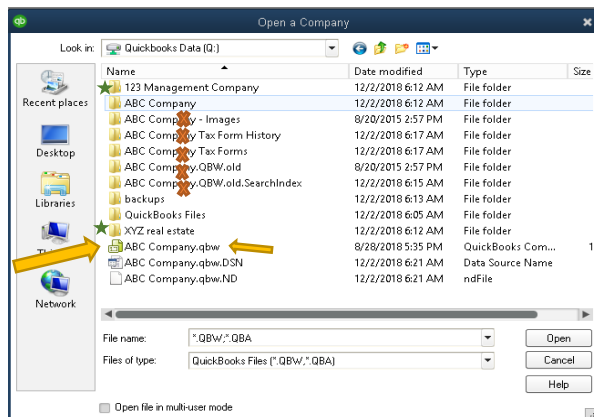 qb Open a Company
Look in: Quickbooks Data (Q:)
Name Date modified Type Size
123 Management Company 12/2/2018 6:12 AM File folder
ABC Company 12/2/2018 6:12 AM File folder
ABC Company - Images 8/20/2015 2:57 PM File folder
ABC Company Tax Form History 12/2/2018 6:17 AM File folder
ABC Company Tax Forms 12/2/2018 6:17 AM File folder
ABC Company.QBW.old 8/20/2015 2:57 PM File folder
ABC Company.QBW.old.SearchIndex 12/2/2018 6:15 AM File folder
backups 12/2/2018 6:13 AM File folder
QuickBooks Files 12/2/2018 6:05 AM File folder
XYZ real estate 12/2/2018 6:12 AM File folder
ABC Company.qbw 8/28/2018 5:35 PM QuickBooks Com... 1
ABC Company.qbw.DSN 12/2/2018 6:21 AM Data Source Name
ABC Company.qbw.ND 12/2/2018 6:21 AM ndFile
Recent places
Desktop
Libraries
Network
File name: *.QBW;*.QBA Open
Files of type: QuickBooks Files (*.QBW,*.QBA) Cancel
Help
Open file in multi-user mode